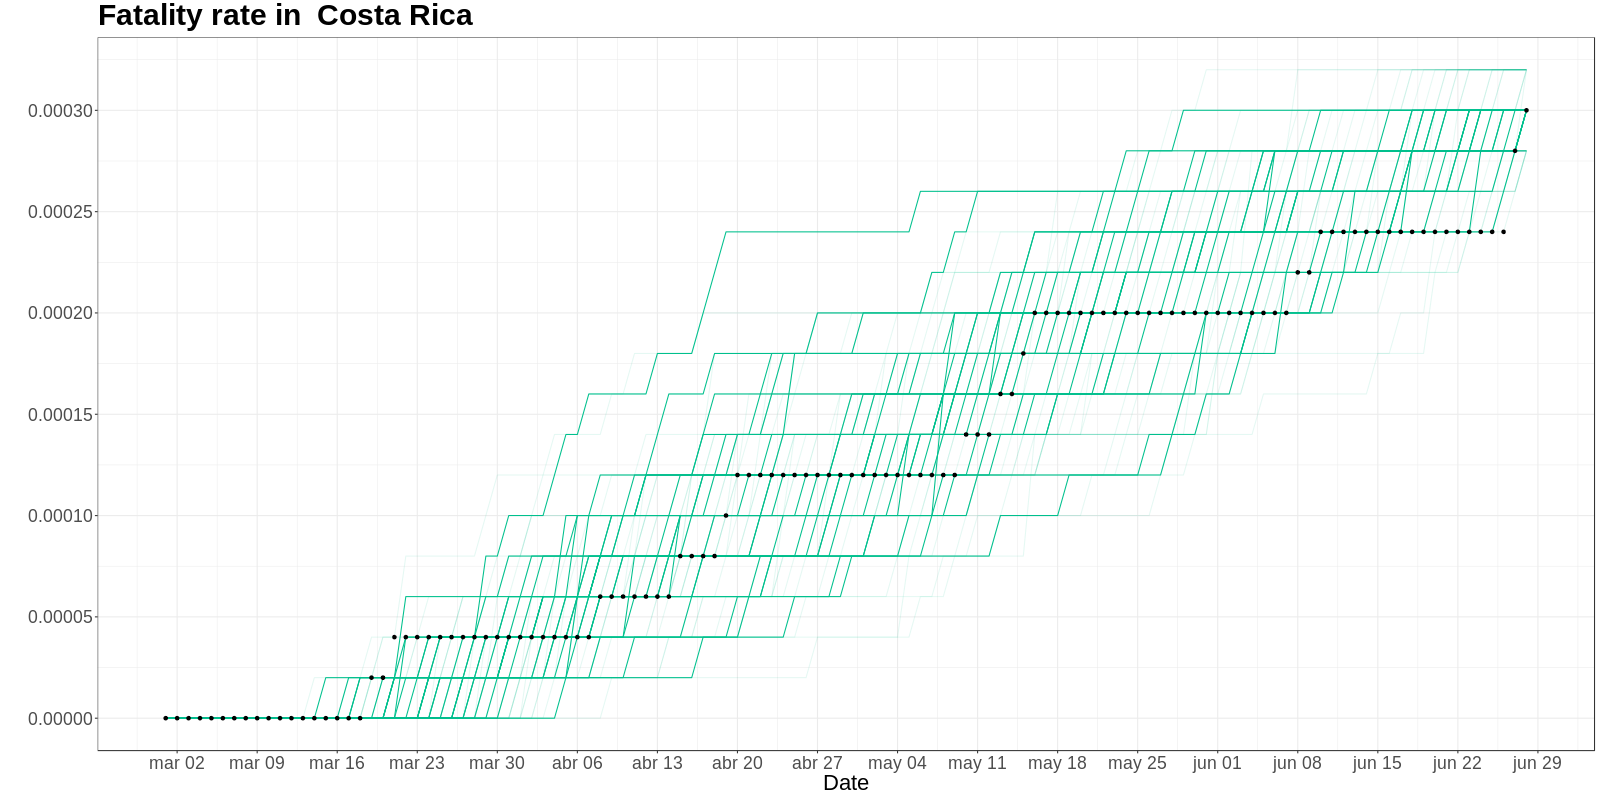 Fatality rate in  Costa Rica
0.00030
0.00025
0.00020
0.00015
0.00010
0.00005
0.00000
mar 02 mar 09 mar 16 mar 23 mar 30 abr 06 abr 13 abr 20 abr 27 may 04 may 11 may 18 may 25 jun 01 jun 08 jun 15 jun 22 jun 29
Date